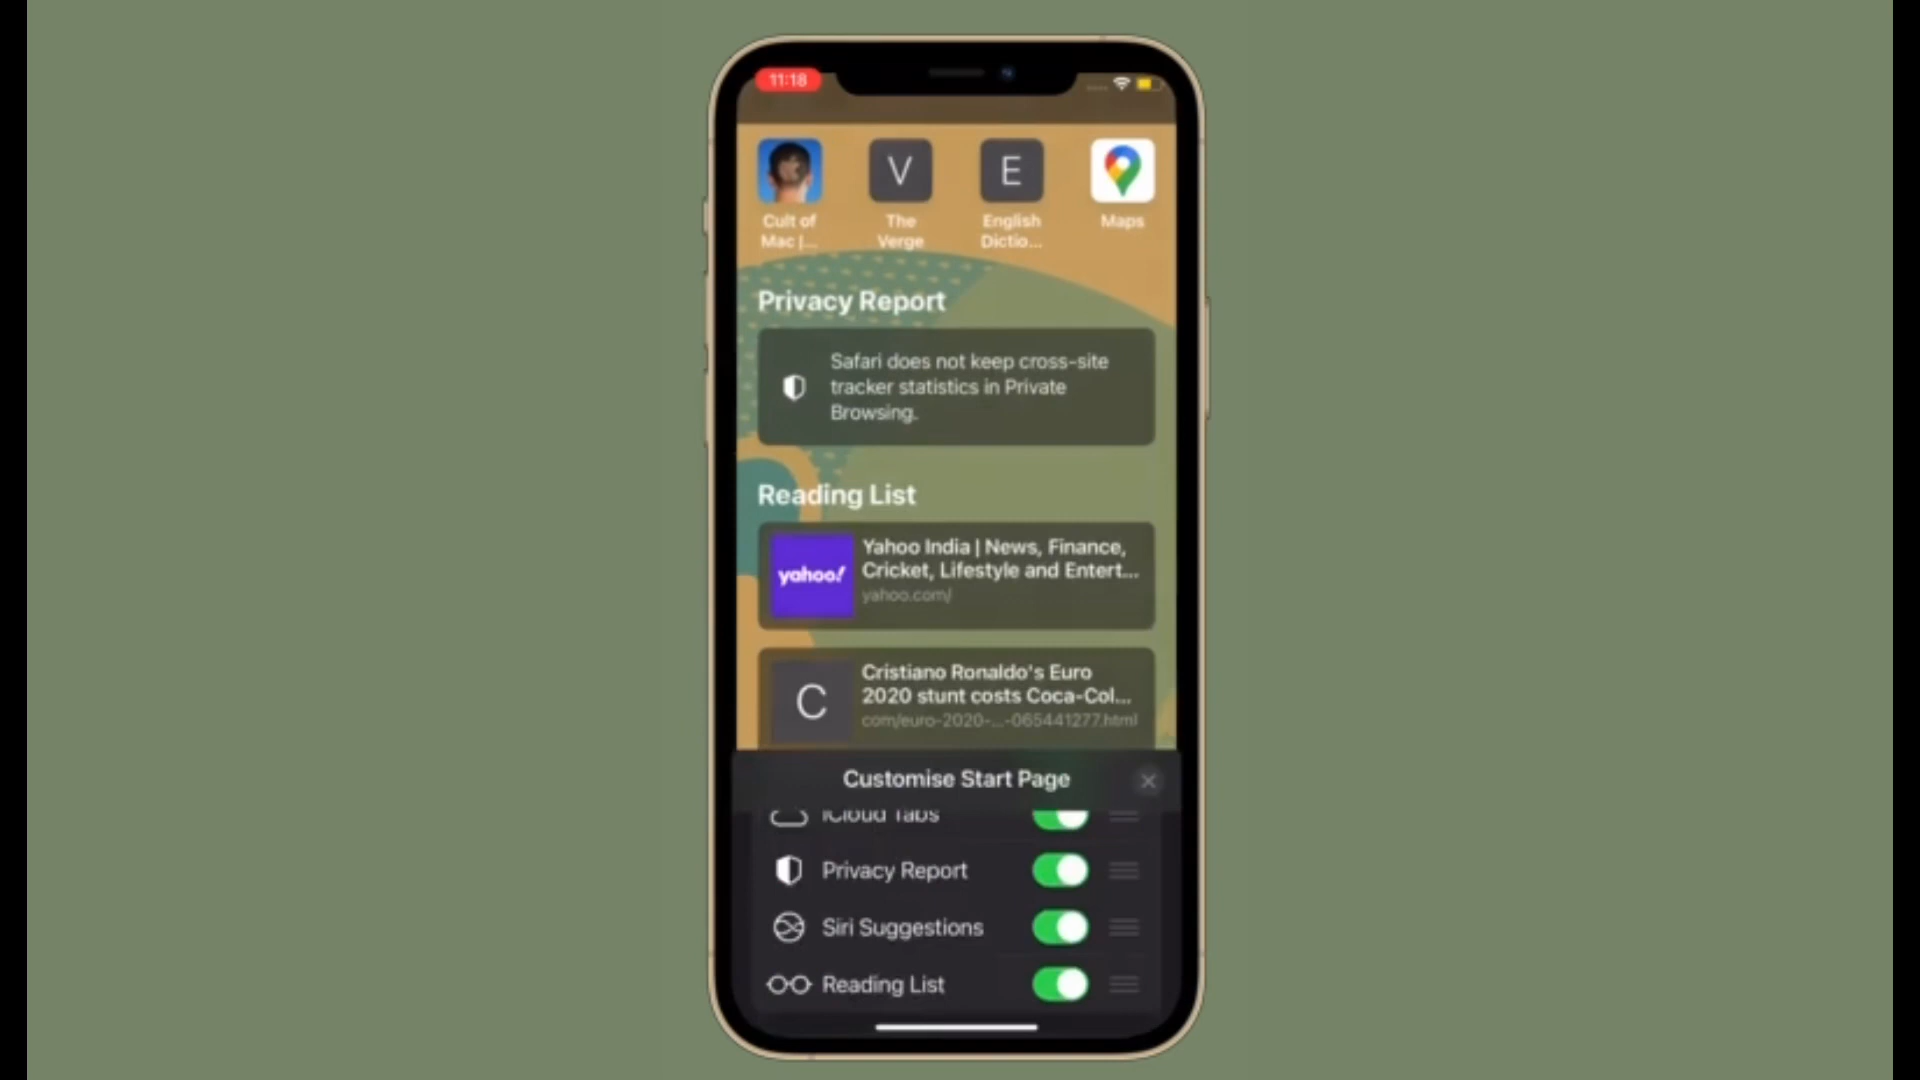 11:18
Cult of
Mac |...
V
The
Verge
E
English
Dictio...
Maps
Privacy Report
Safari does not keep cross-site
tracker statistics in Private
Browsing.
Reading List
yahoo!
Yahoo India | News, Finance,
Cricket, Lifestyle and Entert...
yahoo.com/
C
Cristiano Ronaldo's Euro
2020 stunt costs Coca-Col...
com/euro-2020-...-065441277.html
Customise Start Page
iCloud Tabs
Privacy Report
Siri Suggestions
Reading List